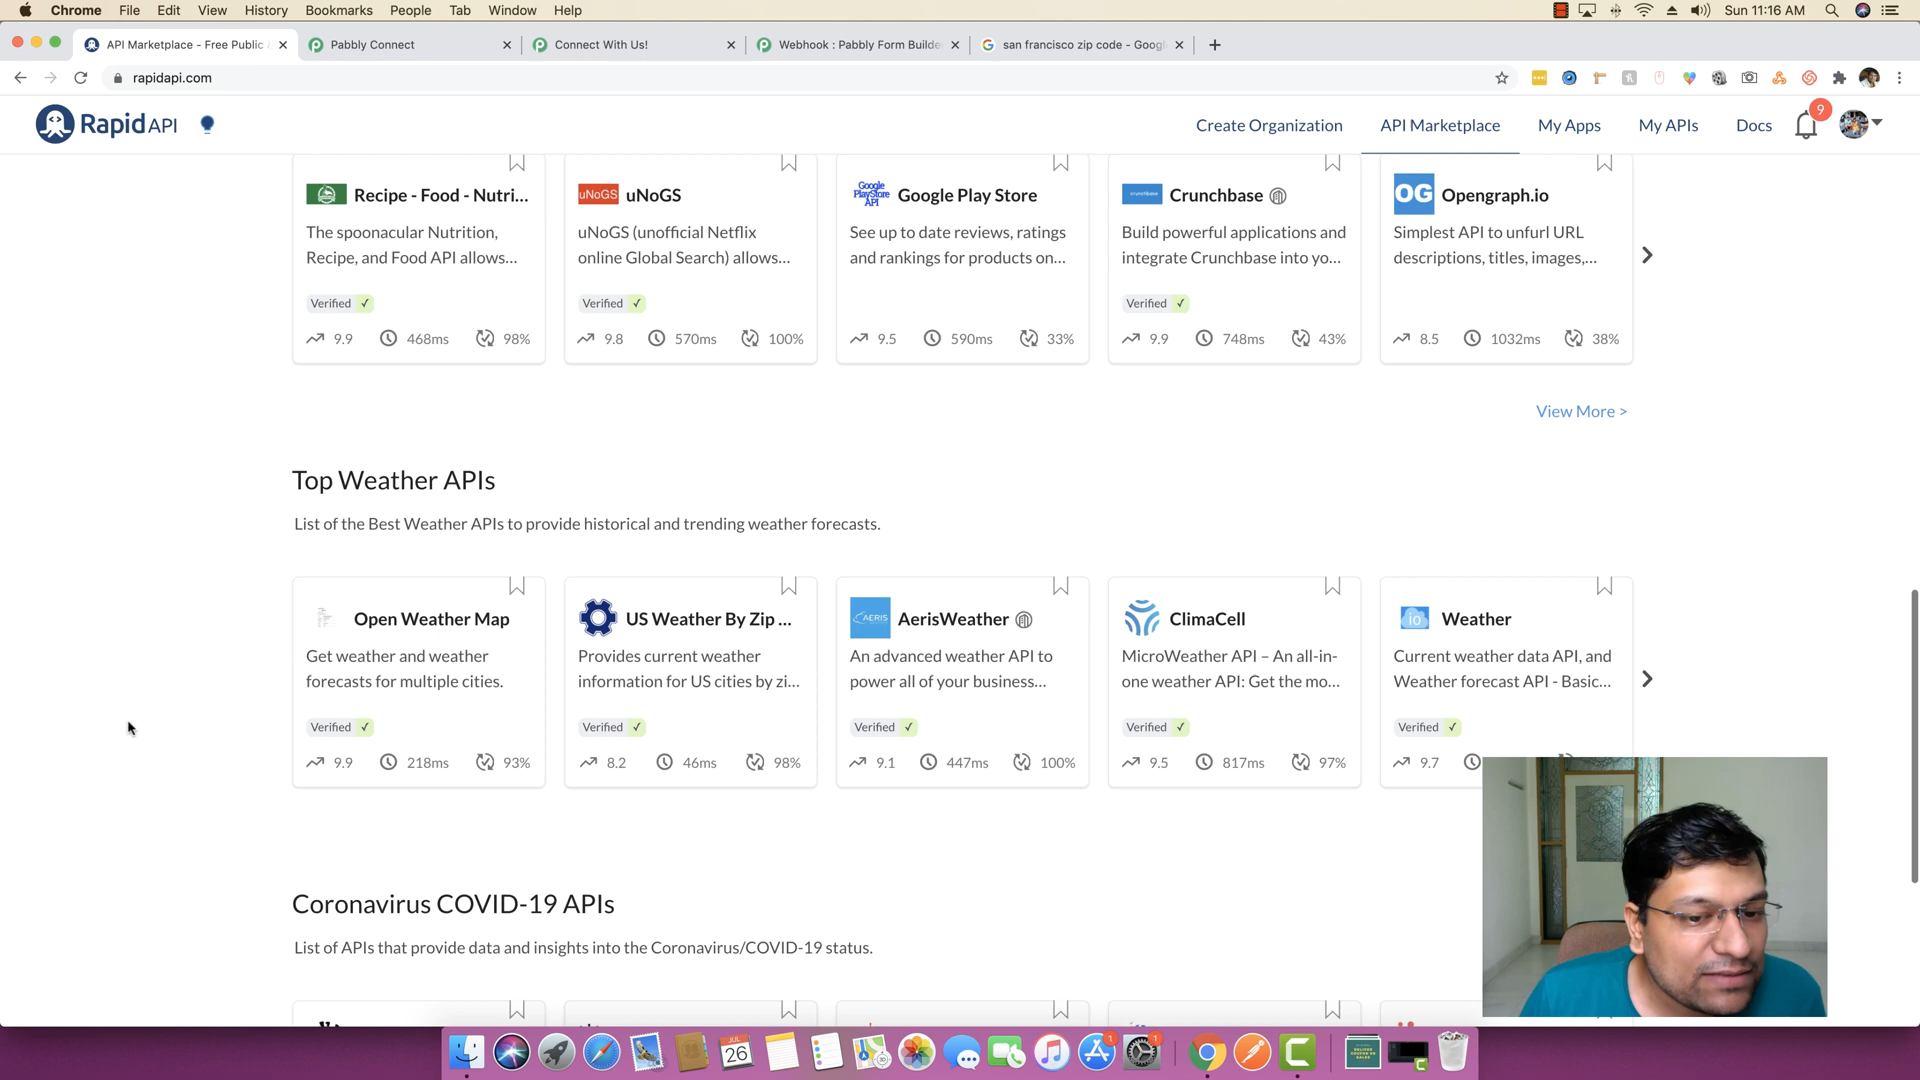 Chrome File Edit View History Bookmarks People Tab Window Help Sun 11:16 AM
API Marketplace - Free Public Pabbly Connect Connect With Us! Webhook : Pabbly Form Builde san francisco zip code - Goog
rapidapi.com
RapidAPI Create Organization API Marketplace My Apps My APIs Docs 9
Recipe - Food - Nutri... uNoGS uNoGS Google PlayStore API Google Play Store crunchbase Crunchbase OG Opengraph.io
The spoonacular Nutrition, uNoGS (unofficial Netflix See up to date reviews, ratings Build powerful applications and Simplest API to unfurl URL
Recipe, and Food API allows... online Global Search) allows... and rankings for products on... integrate Crunchbase into yo... descriptions, titles, images,...
Verified Verified Verified
9.9 468ms 98% 9.8 570ms 100% 9.5 590ms 33% 9.9 748ms 43% 8.5 1032ms 38%
View More >
Top Weather APIs
List of the Best Weather APIs to provide historical and trending weather forecasts.
Open Weather Map US Weather By Zip ... AERIS AerisWeather ClimaCell io Weather
Get weather and weather Provides current weather An advanced weather API to MicroWeather API – An all-in- Current weather data API, and
forecasts for multiple cities. information for US cities by zi... power all of your business... one weather API: Get the mo... Weather forecast API - Basic...
Verified Verified Verified Verified Verified
9.9 218ms 93% 8.2 46ms 98% 9.1 447ms 100% 9.5 817ms 97% 9.7
Coronavirus COVID-19 APIs
List of APIs that provide data and insights into the Coronavirus/COVID-19 status.
JUL 26 1 1